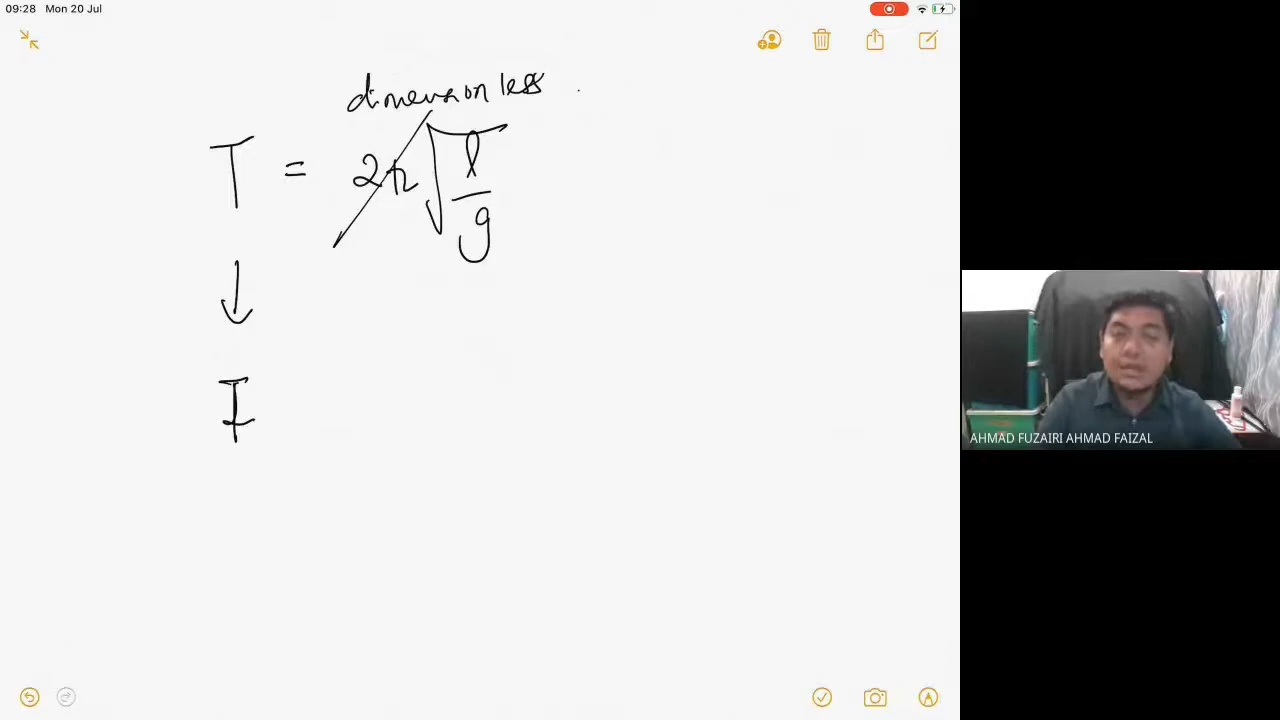 09:28 Mon 20 Jul
dimensionless
T = 2π√(l/g)
↓
T
AHMAD FUZAIRI AHMAD FAIZAL